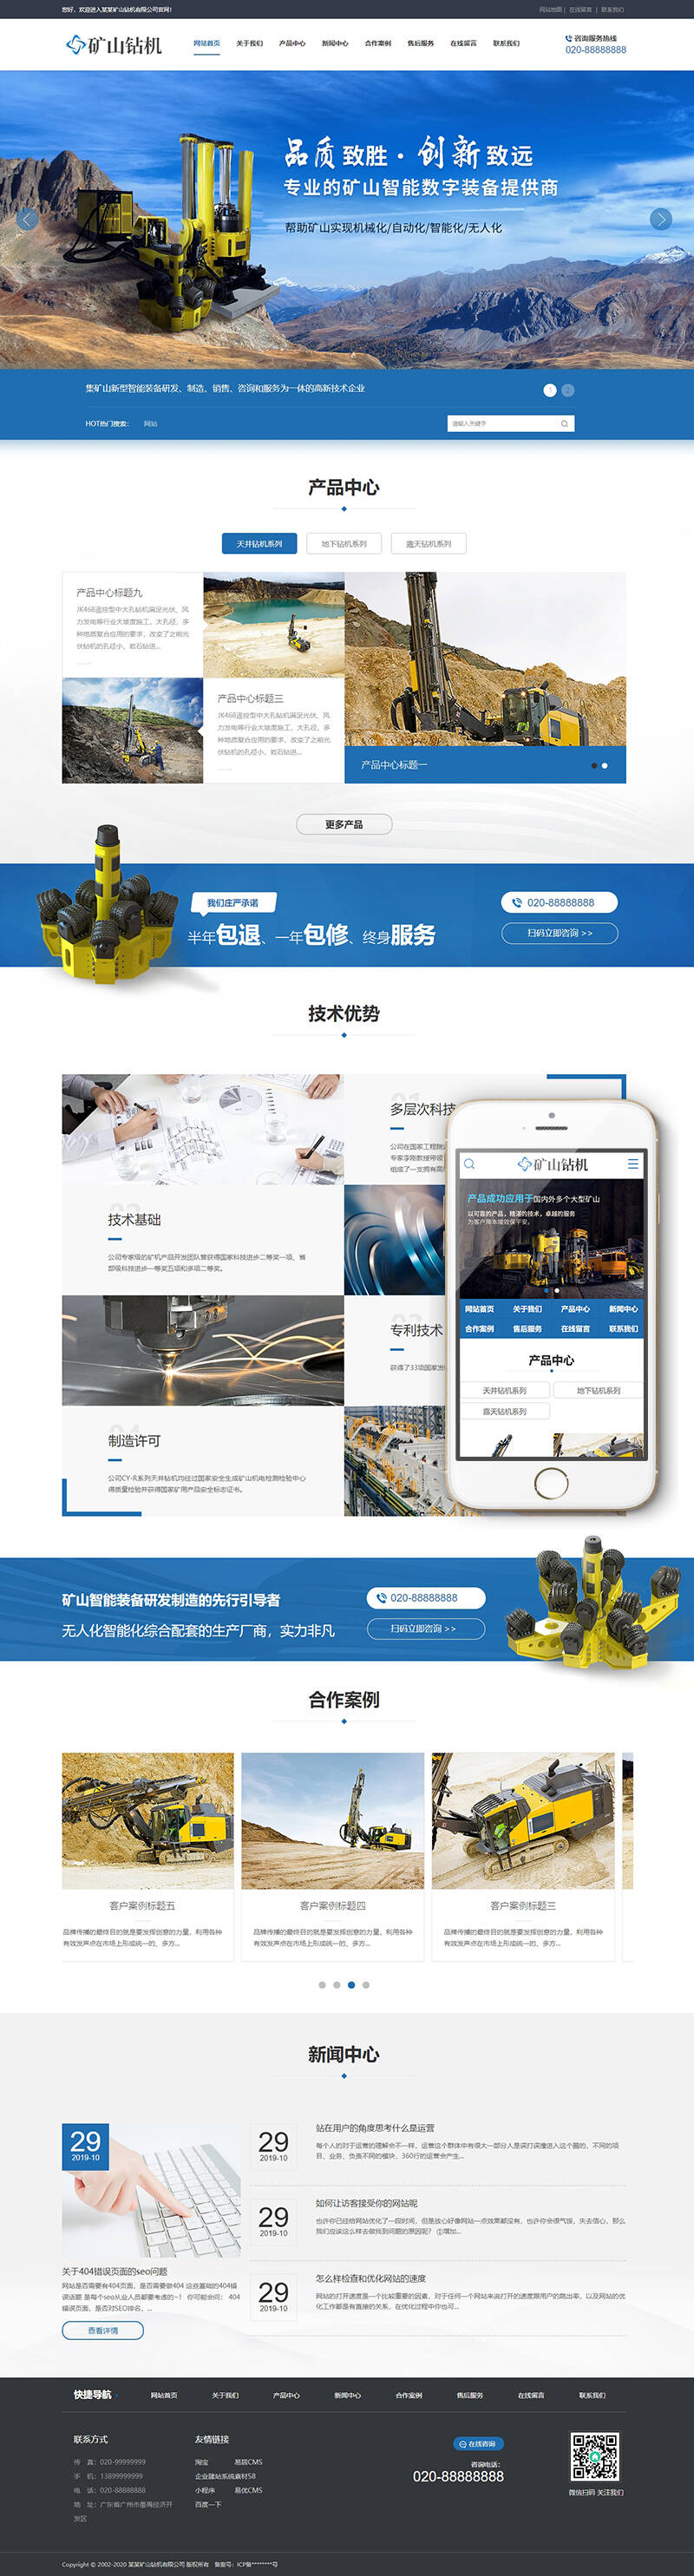 您好，欢迎进入某某矿山钻机有限公司官网！
网站地图 | 在线留言 | 联系我们
矿山钻机
网站首页 关于我们 产品中心 新闻中心 合作案例 售后服务 在线留言 联系我们
咨询服务热线
020-88888888
品质致胜·创新致远
专业的矿山智能数字装备提供商
帮助矿山实现机械化/自动化/智能化/无人化
集矿山新型智能装备研发、制造、销售、咨询和服务为一体的高新技术企业
1 2
HOT热门搜索： 网站
请输入关键字
产品中心
天井钻机系列 地下钻机系列 露天钻机系列
产品中心标题九
JK468遥控型中大孔钻机满足光伏、风
力发电等行业大坡度施工，大孔径，多
种地质复合应用的要求，改变了之前光
伏钻机的孔径小、岩石钻进...
产品中心标题三
JK468遥控型中大孔钻机满足光伏、风
力发电等行业大坡度施工，大孔径，多
种地质复合应用的要求，改变了之前光
伏钻机的孔径小、岩石钻进...
产品中心标题一
更多产品
我们庄严承诺
半年包退、一年包修、终身服务
020-88888888
扫码立即咨询 >>
技术优势
01
多层次科技
公司在国家工程院
专家李刚教授带领
组成了一支拥有高
02
技术基础
公司专家级的矿机产品开发团队曾获得国家科技进步二等奖一项、省
部级科技进步一等奖五项和多项二等奖。
03
专利技术
获得了33项国家发
04
制造许可
公司CY-R系列天井钻机均经过国家安全生成矿山机电检测检验中心
得质量检验并获得国家矿用产品安全标志证书。
矿山钻机
产品成功应用于国内外多个大型矿山
以可靠的产品，精湛的技术，卓越的服务
为客户降本增效保平安。
网站首页 关于我们 产品中心 新闻中心
合作案例 售后服务 在线留言 联系我们
产品中心
天井钻机系列 地下钻机系列
露天钻机系列
矿山智能装备研发制造的先行引导者
无人化智能化综合配套的生产厂商，实力非凡
020-88888888
扫码立即咨询 >>
合作案例
客户案例标题五
品牌传播的最终目的就是要发挥创意的力量，利用各种
有效发声点在市场上形成统一的、多方...
客户案例标题四
品牌传播的最终目的就是要发挥创意的力量，利用各种
有效发声点在市场上形成统一的、多方...
客户案例标题三
品牌传播的最终目的就是要发挥创意的力量，利用各种
有效发声点在市场上形成统一的、多方...
新闻中心
29
2019-10
关于404错误页面的seo问题
网站是否需要有404页面，是否需要做404 这些基础的404错
误话题 是每个seo从业人员都要考虑的~！ 你可能会问： 404
错误页面，是否对SEO排名，...
查看详情
29
2019-10
站在用户的角度思考什么是运营
每个人的对于运营的理解会不一样，运营这个群体中有很大一部分人是误打误撞进入这个圈的，不同的项
目、业务、负责不同的模块，360行的运营会产生...
29
2019-10
如何让访客接受你的网站呢
也许你已经给网站优化了一段时间，但是放心好像网站一点效果都没有，也许你会很气馁，失去信心，那么
我们应该这么样去做找到问题的原因呢？ ①增加...
29
2019-10
怎么样检查和优化网站的速度
网站的打开速度是一个比较重要的因素，对于任何一个网站来说打开的速度跟用户的跳出率，以及网站的优
化工作都是有直接的关系，在优化过程中你也可...
快捷导航 网站首页 关于我们 产品中心 新闻中心 合作案例 售后服务 在线留言 联系我们
联系方式
传 真：020-99999999
手 机：13899999999
电 话：020-88888888
地 址：广东省广州市番禺经济开
发区
友情链接
淘宝 易居CMS
企业建站系统素材58
小程序 易优CMS
百度一下
在线咨询
咨询电话：
020-88888888
微信扫码 关注我们
Copyright © 2002-2020 某某矿山钻机有限公司 版权所有 备案号：ICP备********号